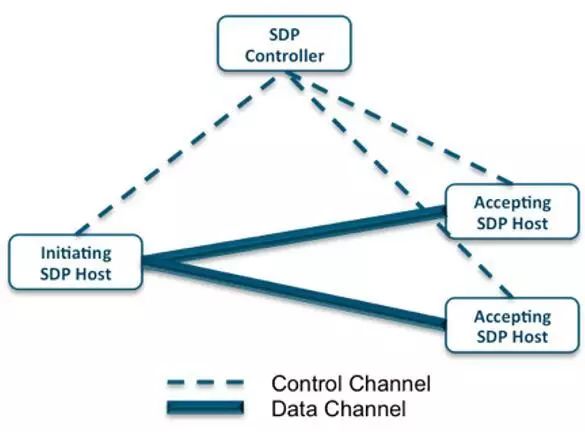 SDP
Controller
Accepting
SDP Host
Initiating
SDP Host
Accepting
SDP Host
Control Channel
Data Channel